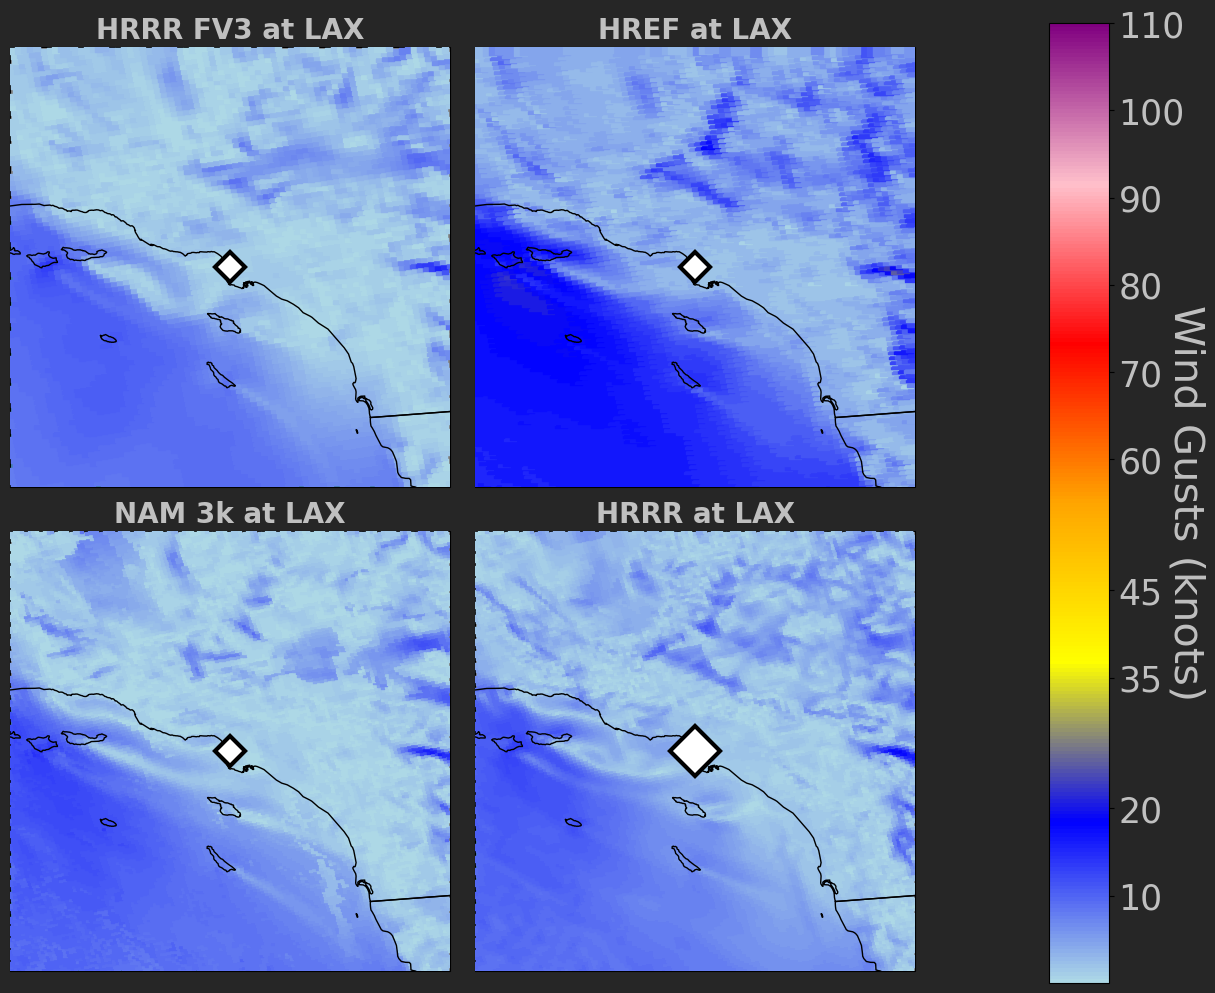 HRRR FV3 at LAX
HREF at LAX
NAM 3k at LAX
HRRR at LAX
110
100
90
80
70
60
45
35
20
10
Wind Gusts (knots)